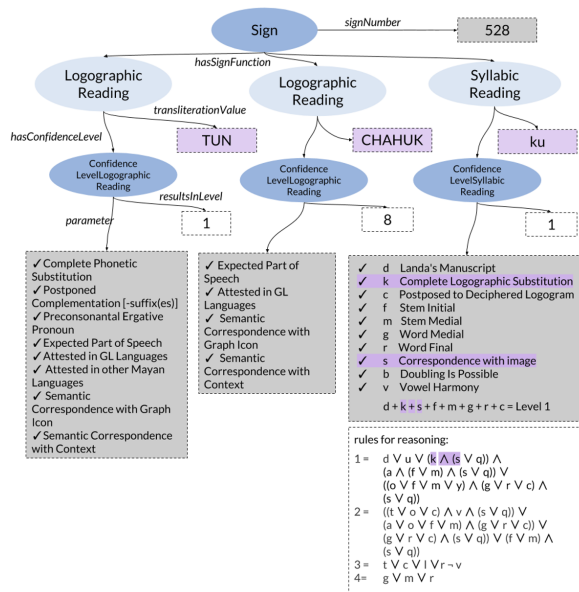 Sign
signNumber
528
hasSignFunction
Logographic
Reading
Logographic
Reading
Syllabic
Reading
transliterationValue
hasConfidenceLevel
TUN
CHAHUK
ku
Confidence
LevelLogographic
Reading
Confidence
LevelLogographic
Reading
Confidence
LevelSyllabic
Reading
parameter
resultsInLevel
1
8
1
✓Complete Phonetic
Substitution
✓Postponed
Complementation [-suffix(es)]
✓Preconsonantal Ergative
Pronoun
✓Expected Part of Speech
✓Attested in GL Languages
✓ Attested in other Mayan
Languages
✓ Semantic
Correspondence with Graph
Icon
✓Semantic Correspondence
with Context
✓ Expected Part of
Speech
✓ Attested in GL
Languages
✓ Semantic
Correspondence with
Graph Icon
✓ Semantic
Correspondence with
Context
✓ d Landa's Manuscript
✓ k Complete Logographic Substitution
✓ c Postposed to Deciphered Logogram
✓ f Stem Initial
✓ m Stem Medial
✓ g Word Medial
✓ r Word Final
✓ s Correspondence with image
✓ b Doubling Is Possible
✓ v Vowel Harmony
d + k + s + f + m + g + r + c = Level 1
rules for reasoning:
1 = d V u V (k Λ (s V q)) Λ
(a Λ (f V m) Λ (s V q)) V
((o V f V m V y) Λ (g V r V c) Λ
(s V q))
2 = ((t V o V c) Λ v Λ (s V q)) V
(a V o V f V m) Λ (g V r V c)) V
(g V r V c) Λ (s V q)) V (f V m) Λ
(s V q))
3 = t V c V l V r ¬ v
4= g V m V r